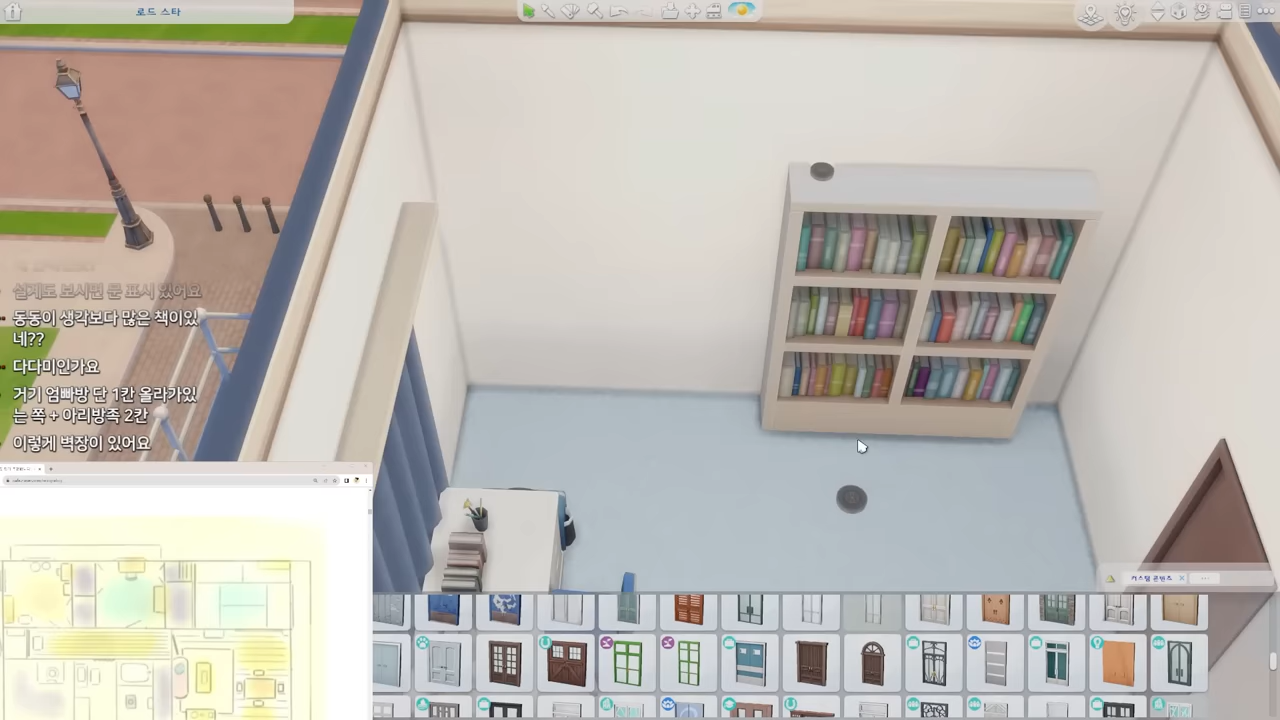 로드 스타
설계도 보시면 문 표시 있어요
동동이 생각보다 많은 책이있
네??
다다미인가요
거기 엄빠방 단 1칸 올라가있
는 쪽 + 아리방족 2칸
이렇게 벽장이 있어요
커스텀 콘텐츠